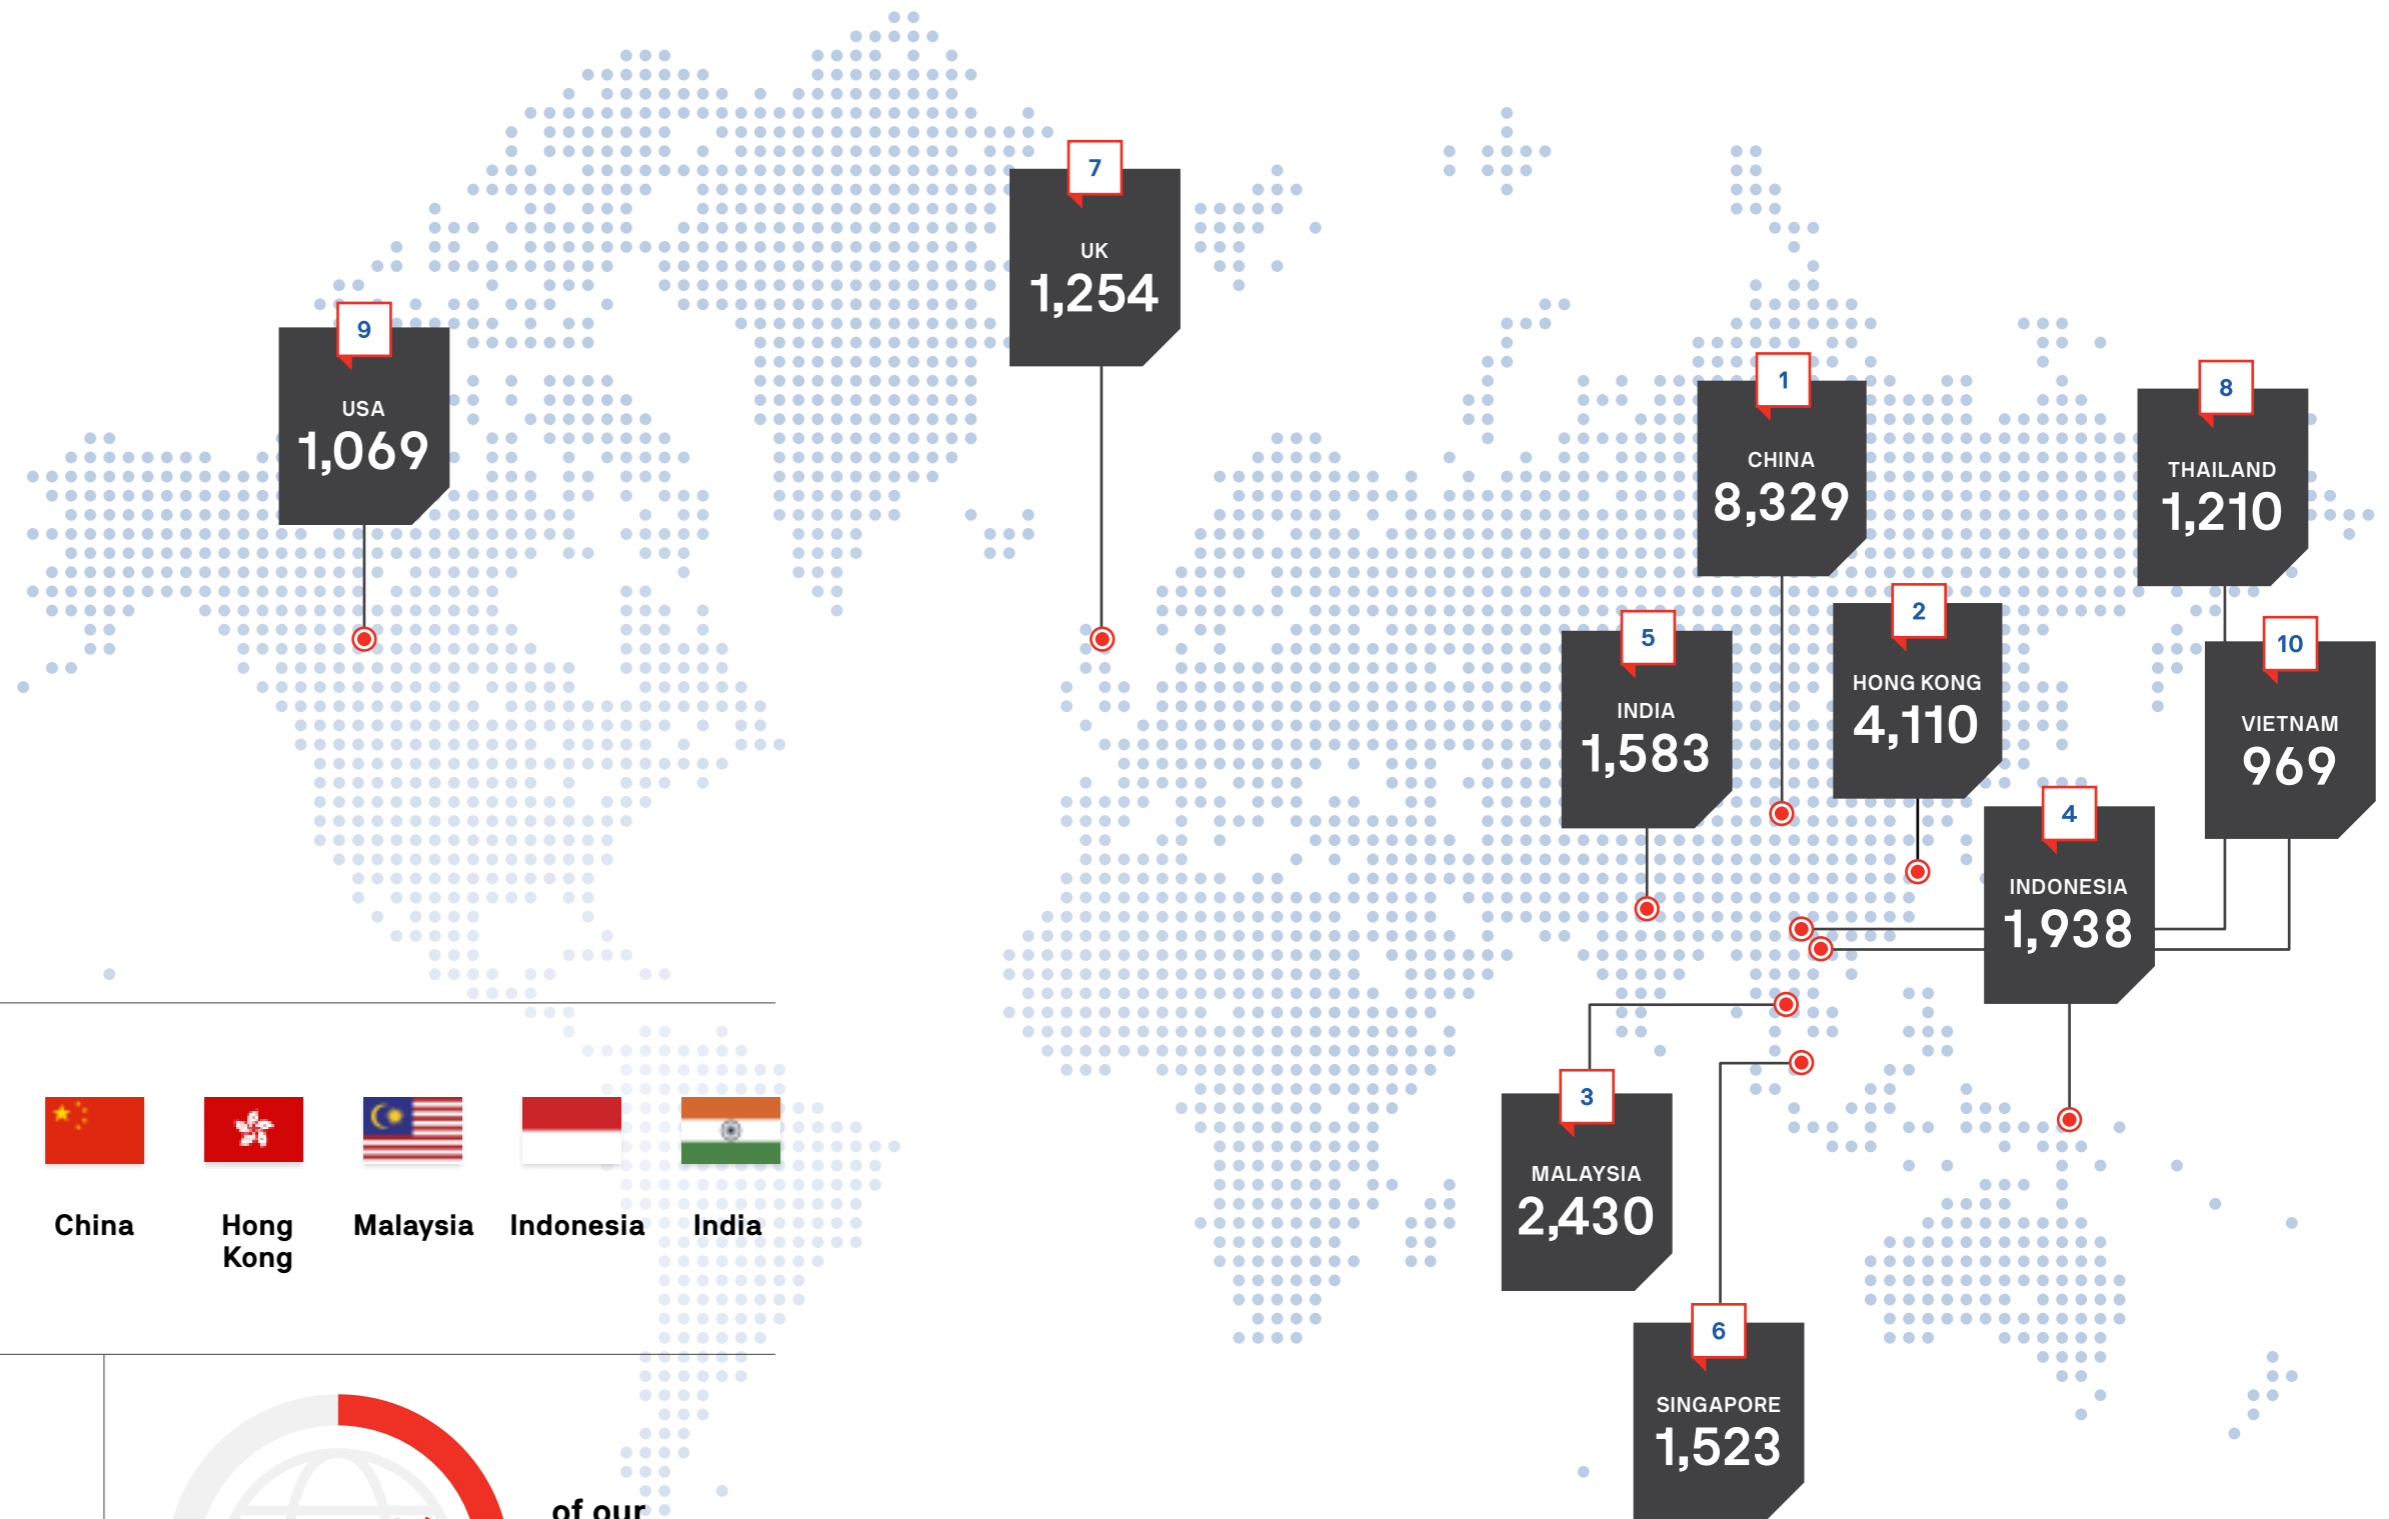 7
UK
1,254
9
USA
1,069
1
CHINA
8,329
8
THAILAND
1,210
2
HONG KONG
4,110
5
INDIA
1,583
10
VIETNAM
969
4
INDONESIA
1,938
3
MALAYSIA
2,430
6
SINGAPORE
1,523
China
Hong
Kong
Malaysia
Indonesia
India
of our